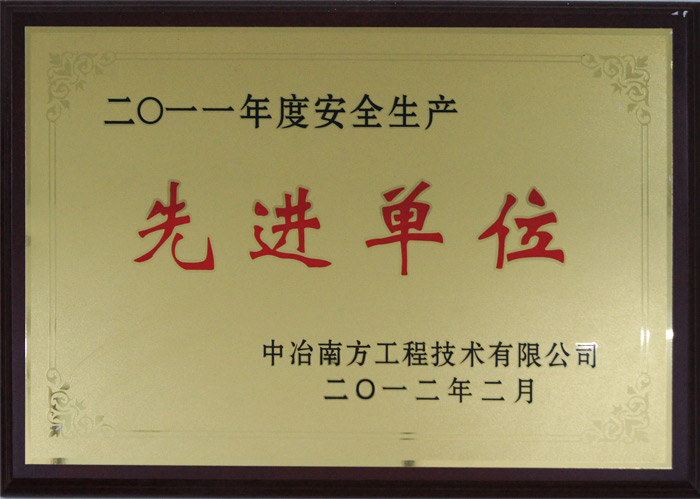 二〇一一年度安全生产
先进单位
中冶南方工程技术有限公司
二〇一二年二月